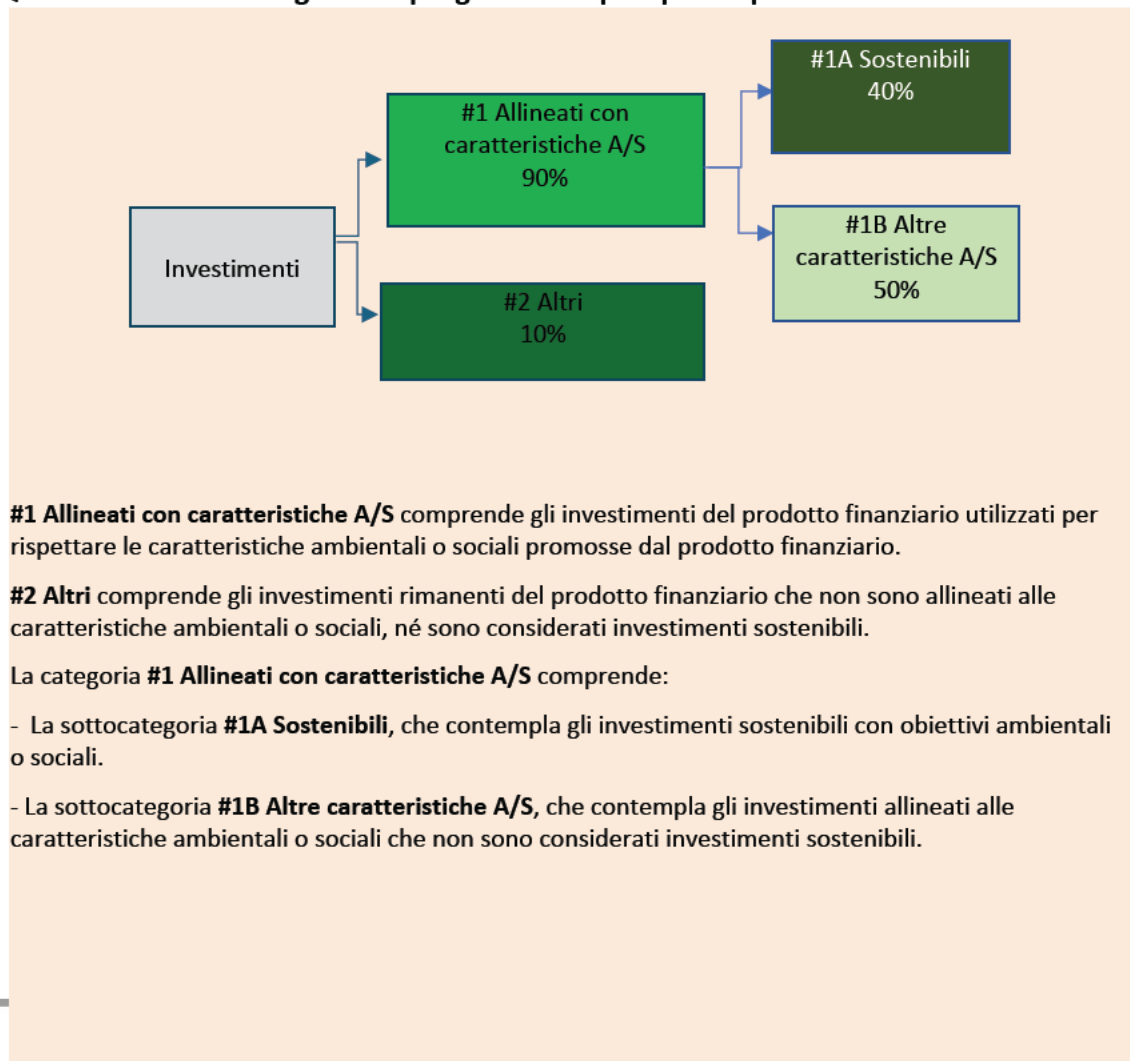 #1A Sostenibili
40%
#1 Allineati con
caratteristiche A/S
90%
#1B Altre
caratteristiche A/S
50%
Investimenti
#2 Altri
10%
#1 Allineati con caratteristiche A/S comprende gli investimenti del prodotto finanziario utilizzati per
rispettare le caratteristiche ambientali o sociali promosse dal prodotto finanziario.
#2 Altri comprende gli investimenti rimanenti del prodotto finanziario che non sono allineati alle
caratteristiche ambientali o sociali, né sono considerati investimenti sostenibili.
La categoria #1 Allineati con caratteristiche A/S comprende:
- La sottocategoria #1A Sostenibili, che contempla gli investimenti sostenibili con obiettivi ambientali
o sociali.
- La sottocategoria #1B Altre caratteristiche A/S, che contempla gli investimenti allineati alle
caratteristiche ambientali o sociali che non sono considerati investimenti sostenibili.